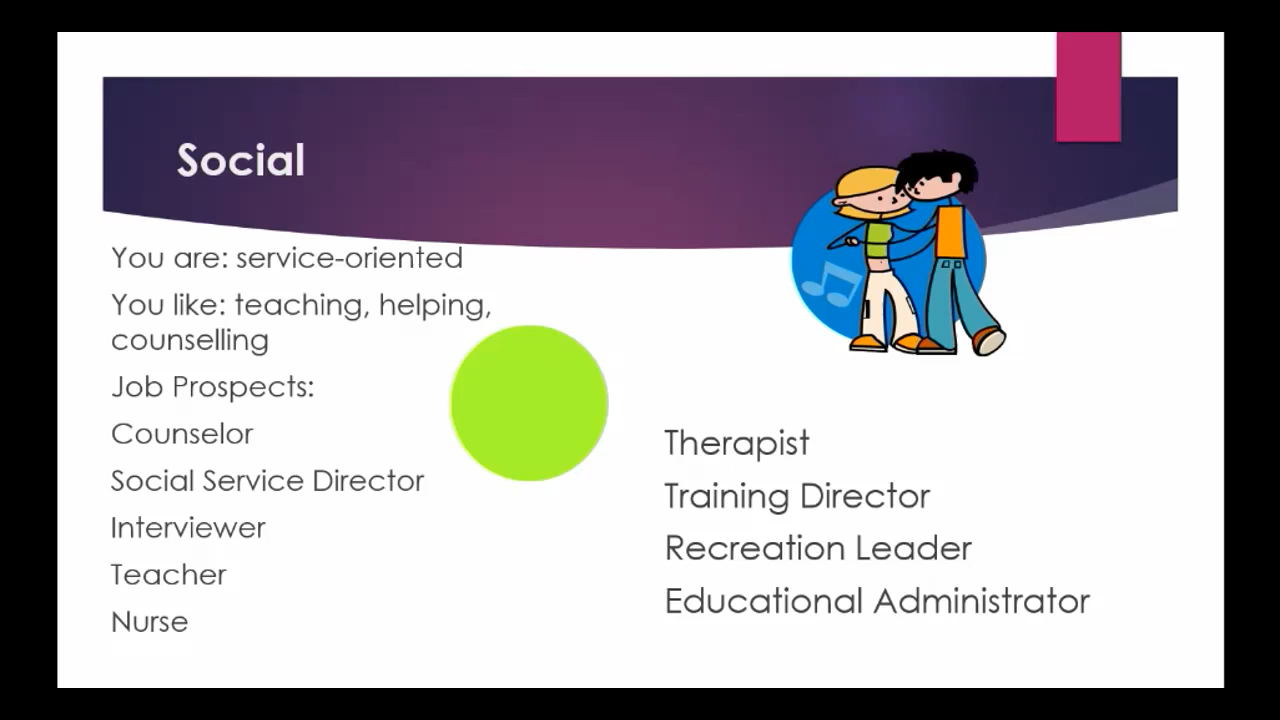 Social
You are: service-oriented
You like: teaching, helping,
counselling
Job Prospects:
Counselor
Social Service Director
Interviewer
Teacher
Nurse
Therapist
Training Director
Recreation Leader
Educational Administrator